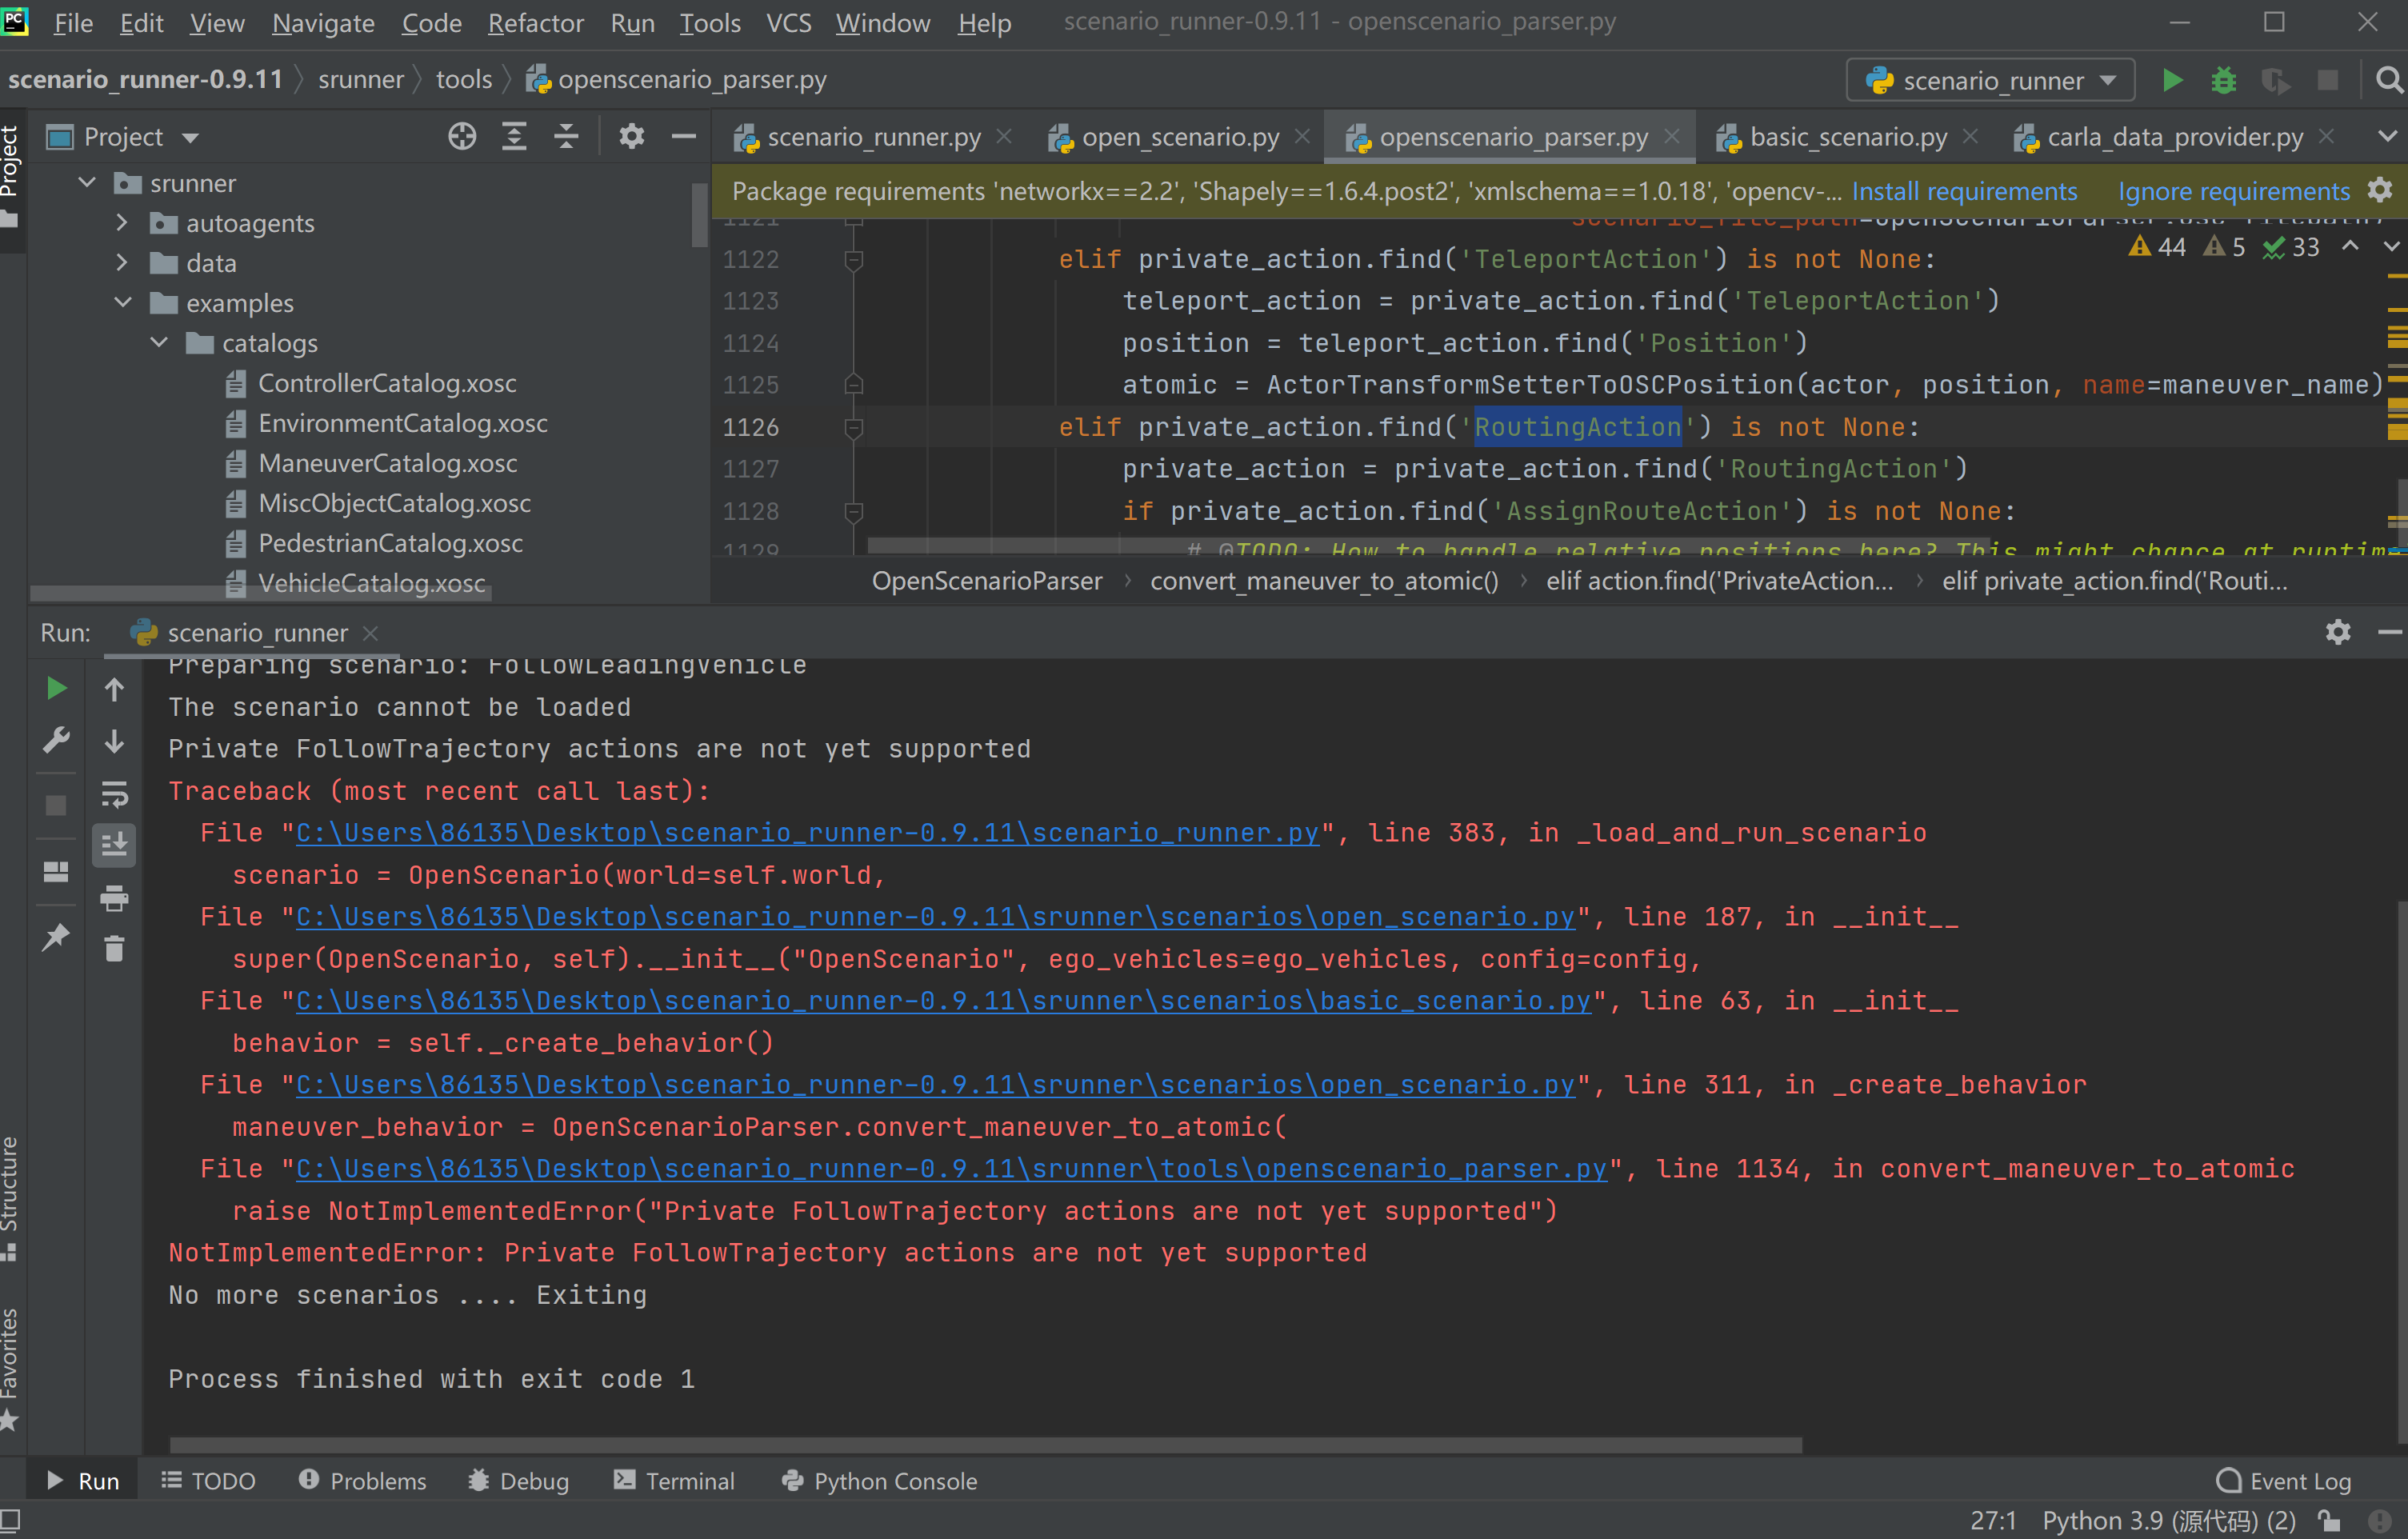 PC File Edit View Navigate Code Refactor Run Tools VCS Window Help scenario_runner-0.9.11 - openscenario_parser.py
scenario_runner-0.9.11 srunner tools openscenario_parser.py scenario_runner
Project
Project
scenario_runner.py open_scenario.py openscenario_parser.py basic_scenario.py carla_data_provider.py
srunner
autoagents
data
examples
catalogs
ControllerCatalog.xosc
EnvironmentCatalog.xosc
ManeuverCatalog.xosc
MiscObjectCatalog.xosc
PedestrianCatalog.xosc
VehicleCatalog.xosc
Package requirements 'networkx==2.2', 'Shapely==1.6.4.post2', 'xmlschema==1.0.18', 'opencv-... Install requirements Ignore requirements
44 5 33
1122 elif private_action.find('TeleportAction') is not None:
1123 teleport_action = private_action.find('TeleportAction')
1124 position = teleport_action.find('Position')
1125 atomic = ActorTransformSetterToOSCPosition(actor, position, name=maneuver_name)
1126 elif private_action.find('RoutingAction') is not None:
1127 private_action = private_action.find('RoutingAction')
1128 if private_action.find('AssignRouteAction') is not None:
1129 # @TODO: How to handle relative positions here? This might chance at runtime
OpenScenarioParser convert_maneuver_to_atomic() elif action.find('PrivateAction... elif private_action.find('Routi...
Run: scenario_runner
Preparing scenario: FollowLeadingVehicle
The scenario cannot be loaded
Private FollowTrajectory actions are not yet supported
Traceback (most recent call last):
File "C:\Users\86135\Desktop\scenario_runner-0.9.11\scenario_runner.py", line 383, in _load_and_run_scenario
scenario = OpenScenario(world=self.world,
File "C:\Users\86135\Desktop\scenario_runner-0.9.11\srunner\scenarios\open_scenario.py", line 187, in __init__
super(OpenScenario, self).__init__("OpenScenario", ego_vehicles=ego_vehicles, config=config,
File "C:\Users\86135\Desktop\scenario_runner-0.9.11\srunner\scenarios\basic_scenario.py", line 63, in __init__
behavior = self._create_behavior()
File "C:\Users\86135\Desktop\scenario_runner-0.9.11\srunner\scenarios\open_scenario.py", line 311, in _create_behavior
maneuver_behavior = OpenScenarioParser.convert_maneuver_to_atomic(
File "C:\Users\86135\Desktop\scenario_runner-0.9.11\srunner\tools\openscenario_parser.py", line 1134, in convert_maneuver_to_atomic
raise NotImplementedError("Private FollowTrajectory actions are not yet supported")
NotImplementedError: Private FollowTrajectory actions are not yet supported
No more scenarios .... Exiting
Process finished with exit code 1
Structure
Favorites
Run TODO Problems Debug Terminal Python Console Event Log
27:1 Python 3.9 (源代码) (2)